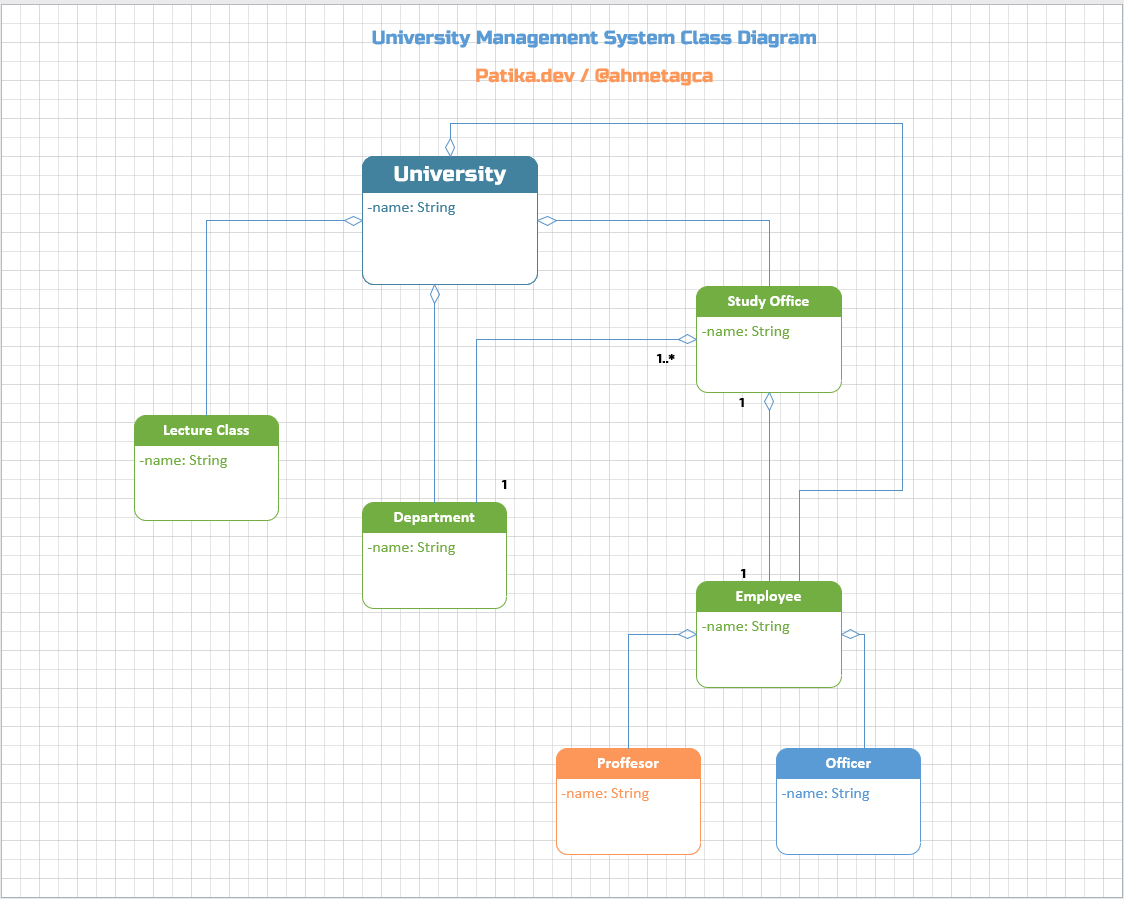 University Management System Class Diagram
Patika.dev / @ahmetagca
University
-name: String
Study Office
-name: String
1..*
1
Lecture Class
-name: String
1
Department
-name: String
1
Employee
-name: String
Proffesor
-name: String
Officer
-name: String